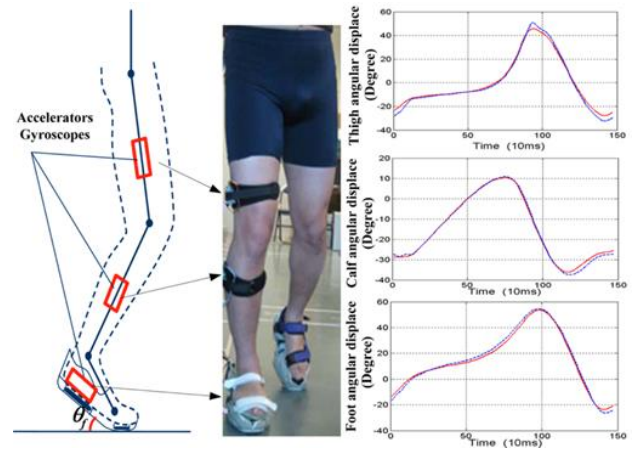 Accelerators
Gyroscopes
θf
Thigh angular displace
(Degree)
60
40
20
0
-20
-40
0
50
100
150
Time (10ms)
Calf angular displace
(Degree)
20
10
0
-10
-20
-30
-40
0
50
100
150
Time (10ms)
Foot angular displace
(Degree)
60
40
20
0
-20
-40
0
50
100
150
Time (10ms)